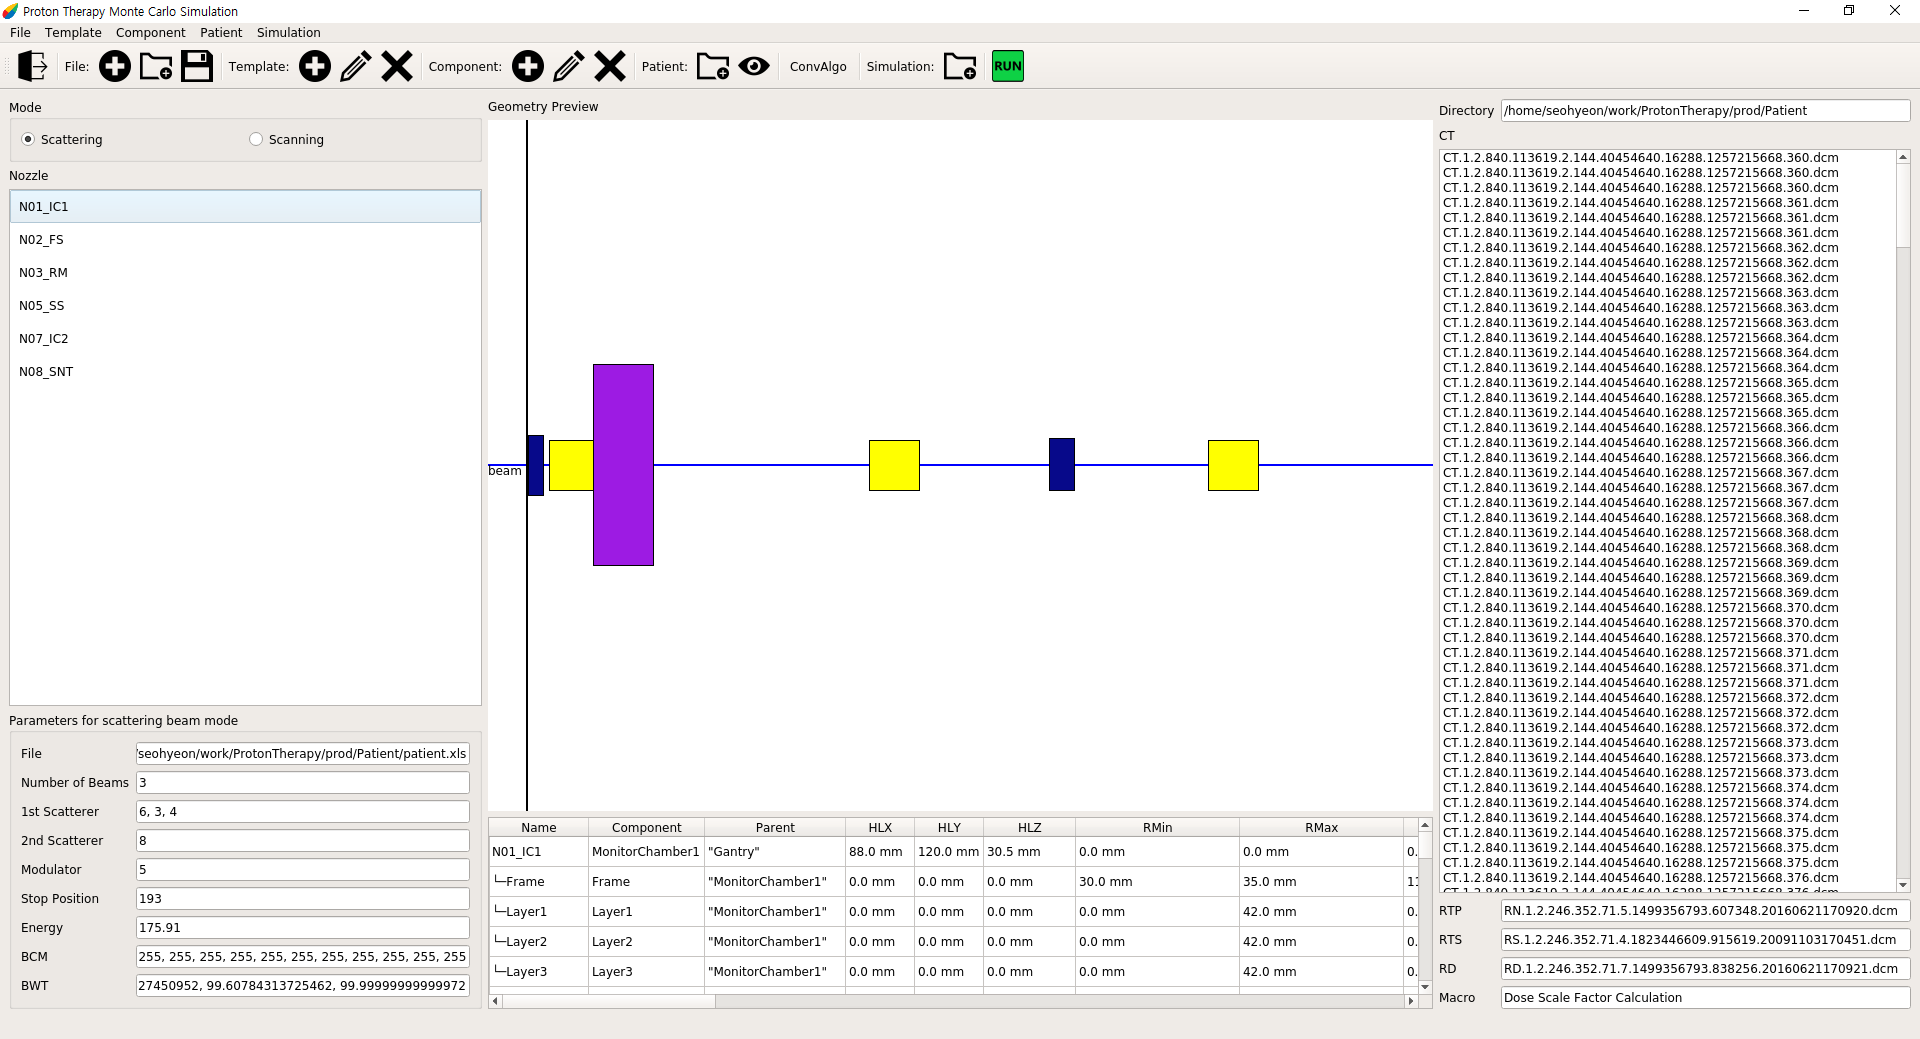 Proton Therapy Monte Carlo Simulation
File Template Component Patient Simulation
File: Template: Component: Patient: ConvAlgo Simulation: RUN
Mode
Scattering Scanning
Nozzle
N01_IC1
N02_FS
N03_RM
N05_SS
N07_IC2
N08_SNT
Parameters for scattering beam mode
File seohyeon/work/ProtonTherapy/prod/Patient/patient.xls
Number of Beams 3
1st Scatterer 6, 3, 4
2nd Scatterer 8
Modulator 5
Stop Position 193
Energy 175.91
BCM 255, 255, 255, 255, 255, 255, 255, 255, 255, 255, 255
BWT 27450952, 99.60784313725462, 99.99999999999972
Geometry Preview
beam
Name Component Parent HLX HLY HLZ RMin RMax
N01_IC1 MonitorChamber1 "Gantry" 88.0 mm 120.0 mm 30.5 mm 0.0 mm 0.0 mm 0.
└─Frame Frame "MonitorChamber1" 0.0 mm 0.0 mm 0.0 mm 30.0 mm 35.0 mm 11
└─Layer1 Layer1 "MonitorChamber1" 0.0 mm 0.0 mm 0.0 mm 0.0 mm 42.0 mm 0.
└─Layer2 Layer2 "MonitorChamber1" 0.0 mm 0.0 mm 0.0 mm 0.0 mm 42.0 mm 0.
└─Layer3 Layer3 "MonitorChamber1" 0.0 mm 0.0 mm 0.0 mm 0.0 mm 42.0 mm 0.
Directory /home/seohyeon/work/ProtonTherapy/prod/Patient
CT
CT.1.2.840.113619.2.144.40454640.16288.1257215668.360.dcm
CT.1.2.840.113619.2.144.40454640.16288.1257215668.360.dcm
CT.1.2.840.113619.2.144.40454640.16288.1257215668.360.dcm
CT.1.2.840.113619.2.144.40454640.16288.1257215668.361.dcm
CT.1.2.840.113619.2.144.40454640.16288.1257215668.361.dcm
CT.1.2.840.113619.2.144.40454640.16288.1257215668.361.dcm
CT.1.2.840.113619.2.144.40454640.16288.1257215668.362.dcm
CT.1.2.840.113619.2.144.40454640.16288.1257215668.362.dcm
CT.1.2.840.113619.2.144.40454640.16288.1257215668.362.dcm
CT.1.2.840.113619.2.144.40454640.16288.1257215668.363.dcm
CT.1.2.840.113619.2.144.40454640.16288.1257215668.363.dcm
CT.1.2.840.113619.2.144.40454640.16288.1257215668.363.dcm
CT.1.2.840.113619.2.144.40454640.16288.1257215668.364.dcm
CT.1.2.840.113619.2.144.40454640.16288.1257215668.364.dcm
CT.1.2.840.113619.2.144.40454640.16288.1257215668.364.dcm
CT.1.2.840.113619.2.144.40454640.16288.1257215668.365.dcm
CT.1.2.840.113619.2.144.40454640.16288.1257215668.365.dcm
CT.1.2.840.113619.2.144.40454640.16288.1257215668.365.dcm
CT.1.2.840.113619.2.144.40454640.16288.1257215668.366.dcm
CT.1.2.840.113619.2.144.40454640.16288.1257215668.366.dcm
CT.1.2.840.113619.2.144.40454640.16288.1257215668.366.dcm
CT.1.2.840.113619.2.144.40454640.16288.1257215668.367.dcm
CT.1.2.840.113619.2.144.40454640.16288.1257215668.367.dcm
CT.1.2.840.113619.2.144.40454640.16288.1257215668.367.dcm
CT.1.2.840.113619.2.144.40454640.16288.1257215668.368.dcm
CT.1.2.840.113619.2.144.40454640.16288.1257215668.368.dcm
CT.1.2.840.113619.2.144.40454640.16288.1257215668.368.dcm
CT.1.2.840.113619.2.144.40454640.16288.1257215668.369.dcm
CT.1.2.840.113619.2.144.40454640.16288.1257215668.369.dcm
CT.1.2.840.113619.2.144.40454640.16288.1257215668.369.dcm
CT.1.2.840.113619.2.144.40454640.16288.1257215668.370.dcm
CT.1.2.840.113619.2.144.40454640.16288.1257215668.370.dcm
CT.1.2.840.113619.2.144.40454640.16288.1257215668.370.dcm
CT.1.2.840.113619.2.144.40454640.16288.1257215668.371.dcm
CT.1.2.840.113619.2.144.40454640.16288.1257215668.371.dcm
CT.1.2.840.113619.2.144.40454640.16288.1257215668.371.dcm
CT.1.2.840.113619.2.144.40454640.16288.1257215668.372.dcm
CT.1.2.840.113619.2.144.40454640.16288.1257215668.372.dcm
CT.1.2.840.113619.2.144.40454640.16288.1257215668.372.dcm
CT.1.2.840.113619.2.144.40454640.16288.1257215668.373.dcm
CT.1.2.840.113619.2.144.40454640.16288.1257215668.373.dcm
CT.1.2.840.113619.2.144.40454640.16288.1257215668.373.dcm
CT.1.2.840.113619.2.144.40454640.16288.1257215668.374.dcm
CT.1.2.840.113619.2.144.40454640.16288.1257215668.374.dcm
CT.1.2.840.113619.2.144.40454640.16288.1257215668.374.dcm
CT.1.2.840.113619.2.144.40454640.16288.1257215668.375.dcm
CT.1.2.840.113619.2.144.40454640.16288.1257215668.375.dcm
CT.1.2.840.113619.2.144.40454640.16288.1257215668.375.dcm
CT.1.2.840.113619.2.144.40454640.16288.1257215668.376.dcm
CT.1.2.840.113619.2.144.40454640.16288.1257215668.376.dcm
RTP RN.1.2.246.352.71.5.1499356793.607348.20160621170920.dcm
RTS RS.1.2.246.352.71.4.1823446609.915619.20091103170451.dcm
RD RD.1.2.246.352.71.7.1499356793.838256.20160621170921.dcm
Macro Dose Scale Factor Calculation